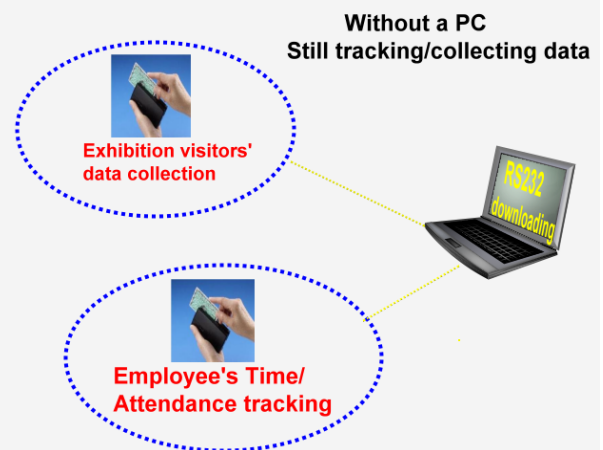 Without a PC
Still tracking/collecting data
Exhibition visitors'
data collection
RS232
downloading
Employee's Time/
Attendance tracking